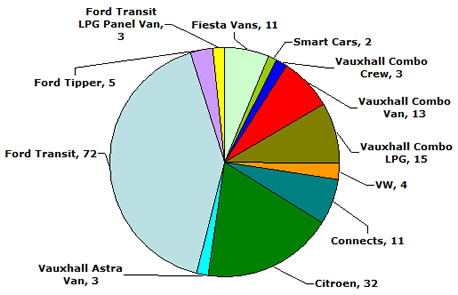 Ford Transit
LPG Panel Van,
3
Fiesta Vans, 11
Smart Cars, 2
Vauxhall Combo
Crew, 3
Vauxhall Combo
Van, 13
Vauxhall Combo
LPG, 15
VW, 4
Connects, 11
Citroen, 32
Vauxhall Astra
Van, 3
Ford Transit, 72
Ford Tipper, 5